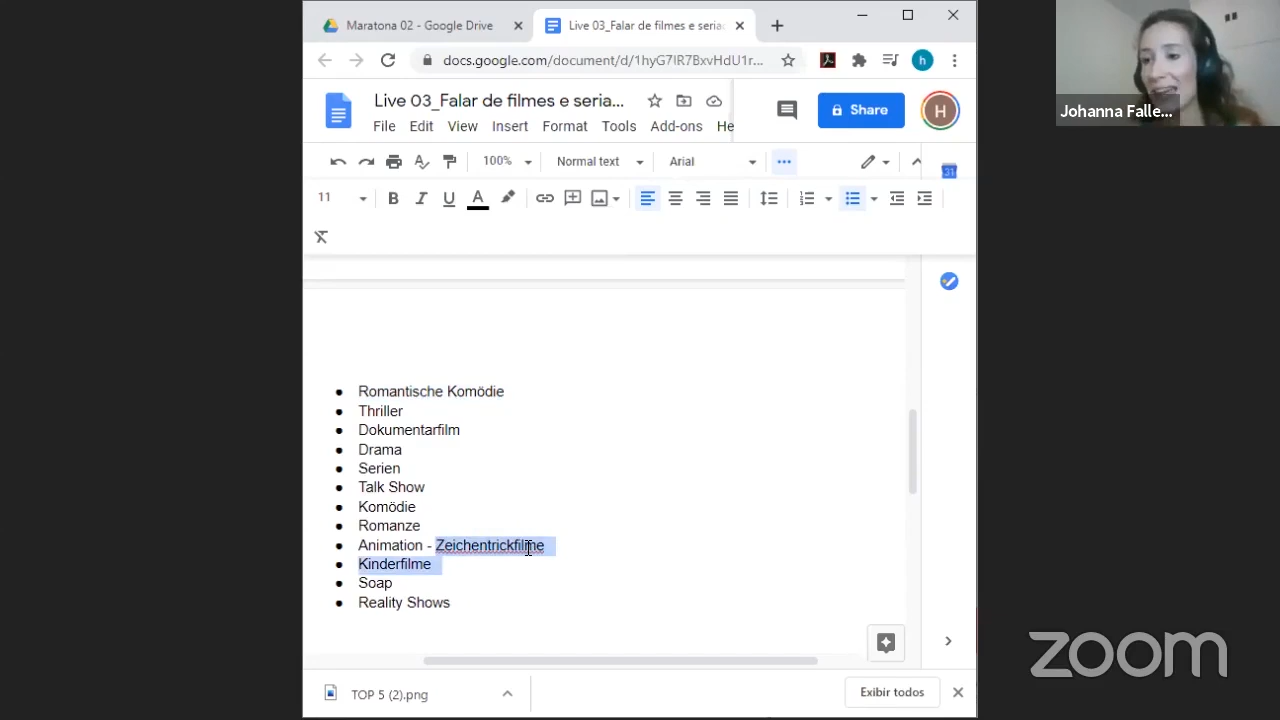 Maratona 02 - Google Drive
Live 03_Falar de filmes e seria
docs.google.com/document/d/1hyG7IR7BxvHdU1r...
h
Live 03_Falar de filmes e seria...
Share
H
File Edit View Insert Format Tools Add-ons He
100% Normal text Arial
31
11 B I U A
Romantische Komödie
Thriller
Dokumentarfilm
Drama
Serien
Talk Show
Komödie
Romanze
Animation - Zeichentrickfilme
Kinderfilme
Soap
Reality Shows
TOP 5 (2).png
Exibir todos
Johanna Falle...
zoom